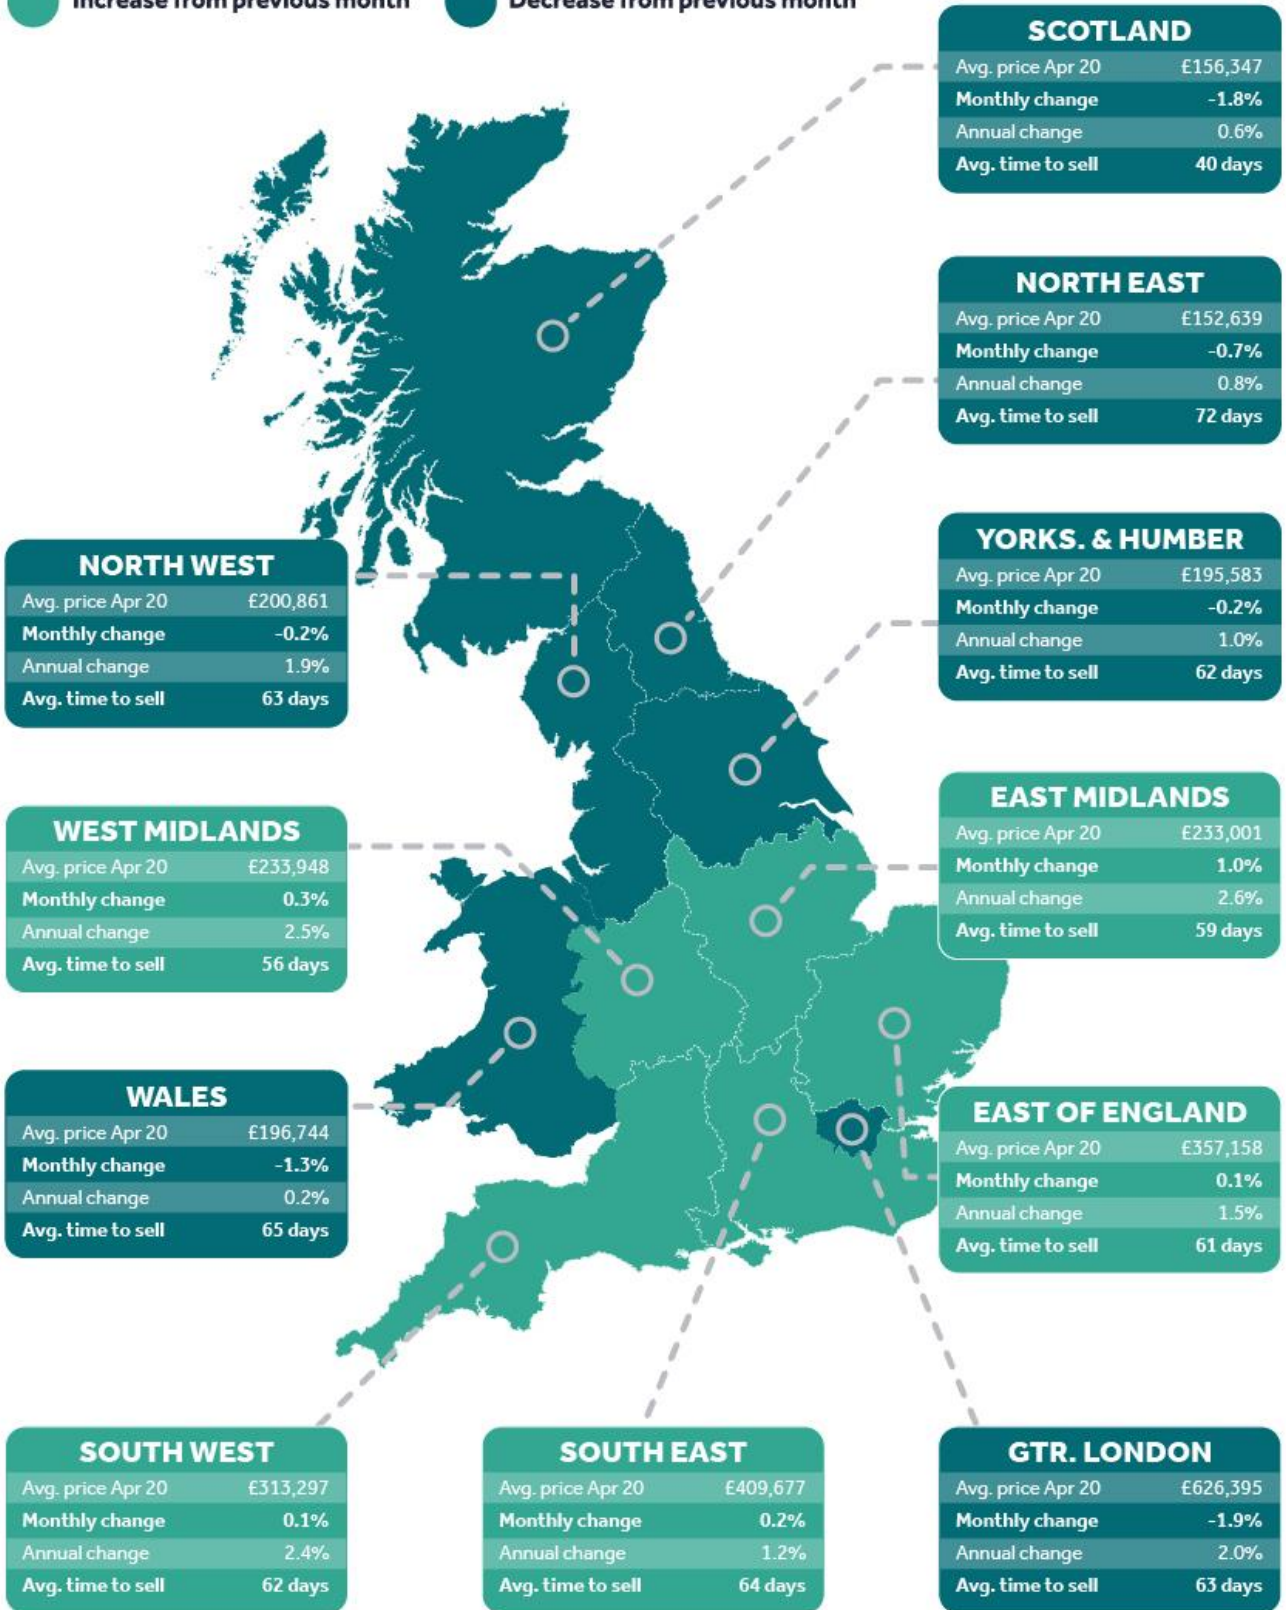 Increase from previous month
Decrease from previous month
SCOTLAND
Avg. price Apr 20 £156,347
Monthly change -1.8%
Annual change 0.6%
Avg. time to sell 40 days
NORTH EAST
Avg. price Apr 20 £152,639
Monthly change -0.7%
Annual change 0.8%
Avg. time to sell 72 days
YORKS. & HUMBER
Avg. price Apr 20 £195,583
Monthly change -0.2%
Annual change 1.0%
Avg. time to sell 62 days
NORTH WEST
Avg. price Apr 20 £200,861
Monthly change -0.2%
Annual change 1.9%
Avg. time to sell 63 days
EAST MIDLANDS
Avg. price Apr 20 £233,001
Monthly change 1.0%
Annual change 2.6%
Avg. time to sell 59 days
WEST MIDLANDS
Avg. price Apr 20 £233,948
Monthly change 0.3%
Annual change 2.5%
Avg. time to sell 56 days
WALES
Avg. price Apr 20 £196,744
Monthly change -1.3%
Annual change 0.2%
Avg. time to sell 65 days
EAST OF ENGLAND
Avg. price Apr 20 £357,158
Monthly change 0.1%
Annual change 1.5%
Avg. time to sell 61 days
SOUTH WEST
Avg. price Apr 20 £313,297
Monthly change 0.1%
Annual change 2.4%
Avg. time to sell 62 days
SOUTH EAST
Avg. price Apr 20 £409,677
Monthly change 0.2%
Annual change 1.2%
Avg. time to sell 64 days
GTR. LONDON
Avg. price Apr 20 £626,395
Monthly change -1.9%
Annual change 2.0%
Avg. time to sell 63 days